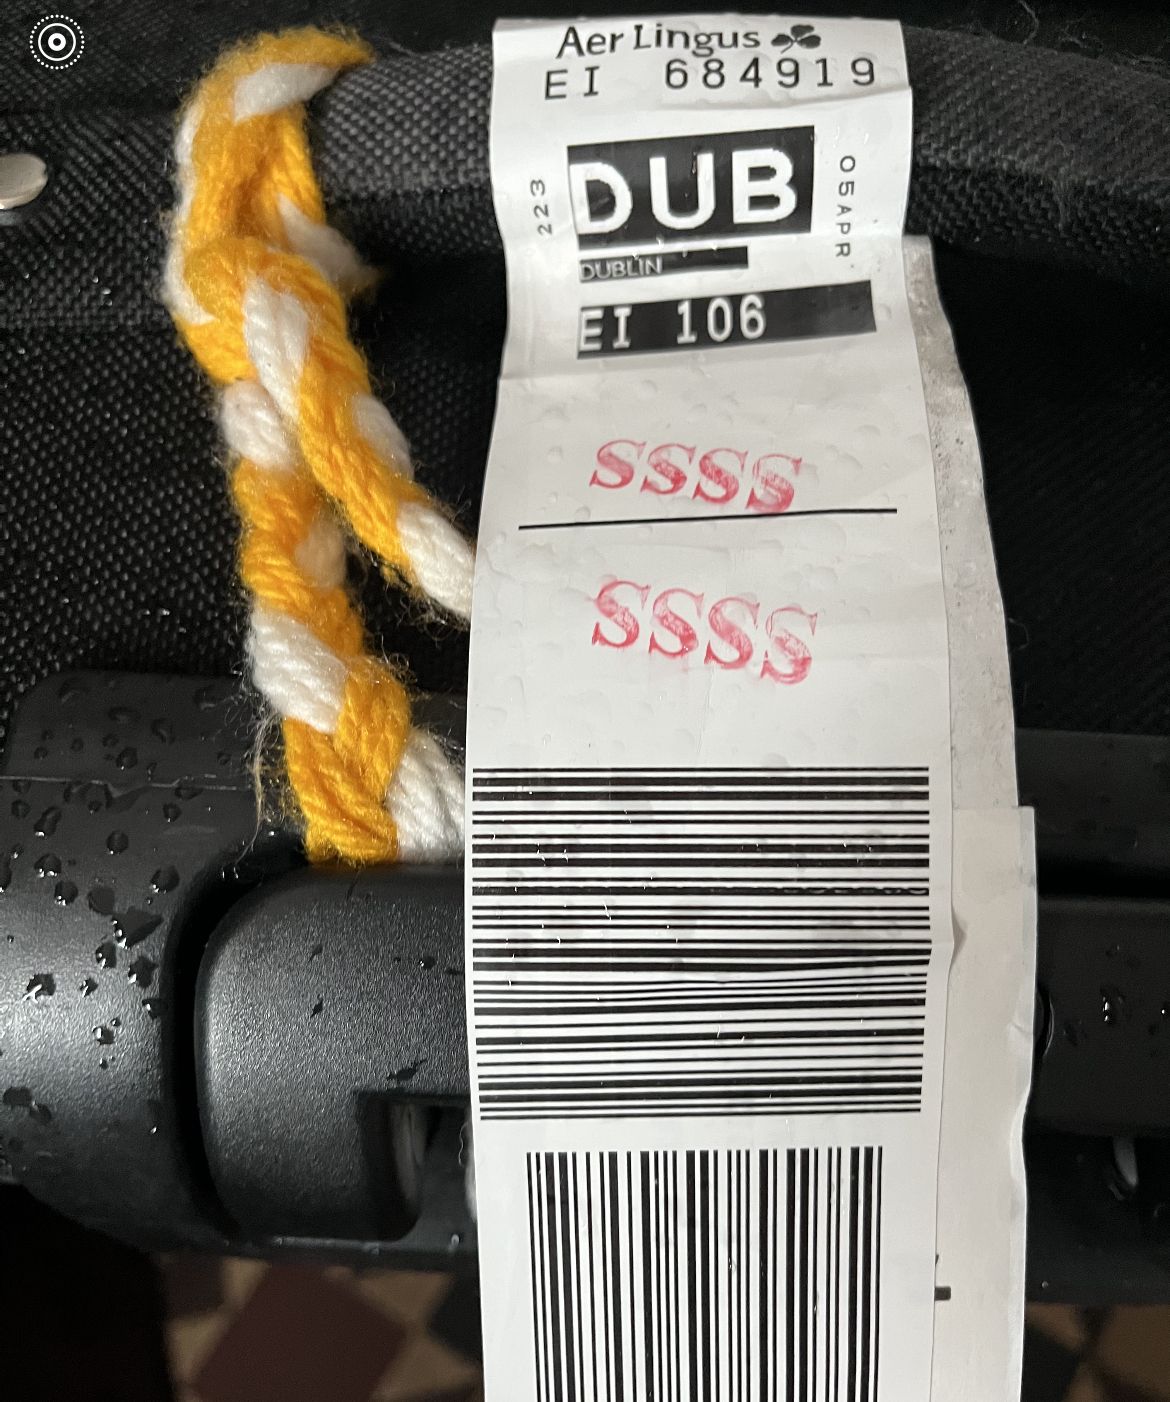 Aer Lingus
EI 684919
223
DUB
05APR
DUBLIN
EI 106
SSSS
SSSS